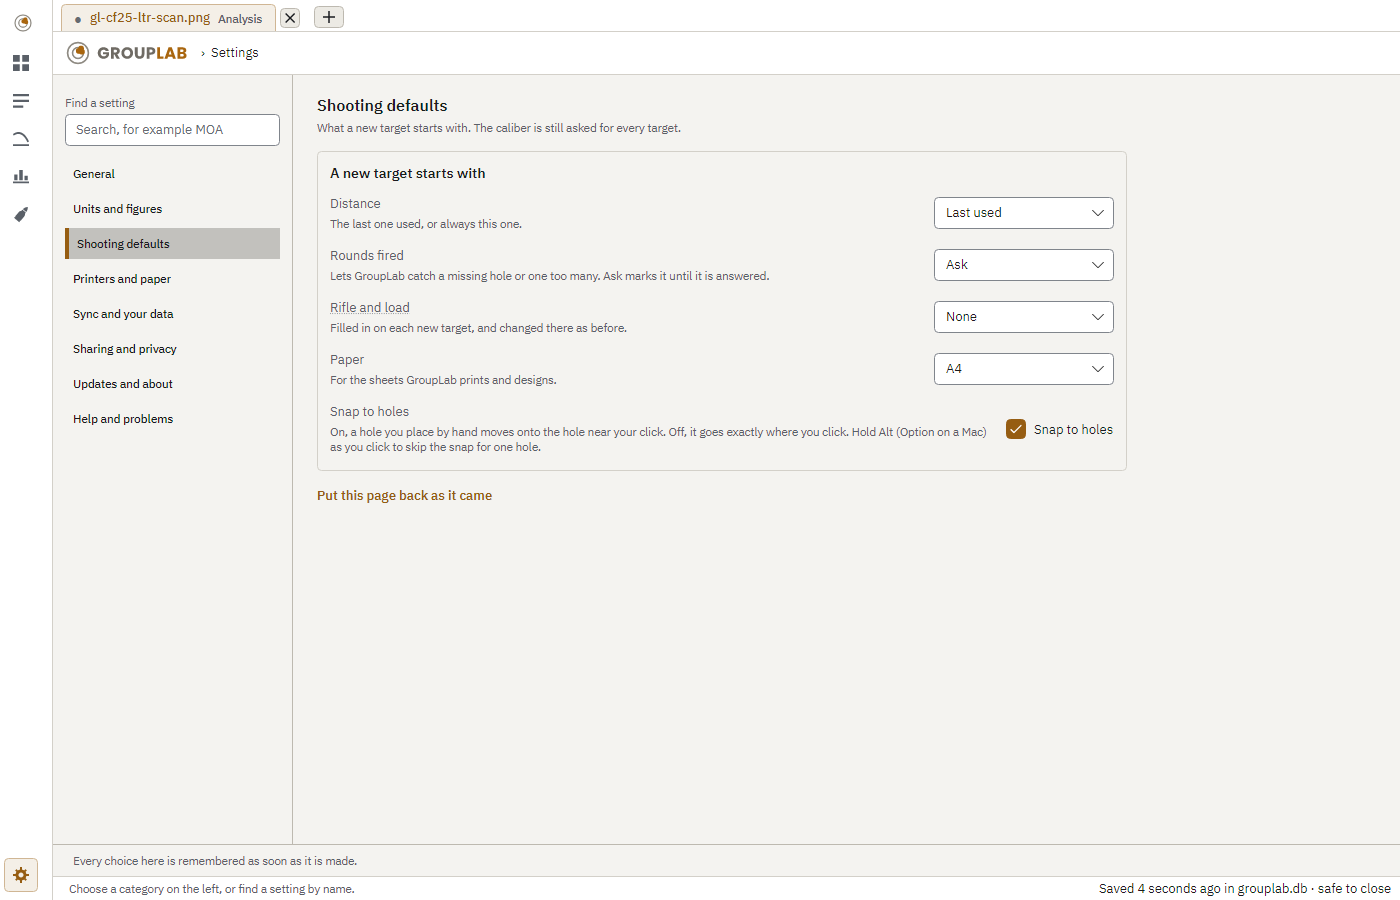 gl-cf25-ltr-scan.png Analysis
GROUPLAB › Settings
Find a setting
Search, for example MOA
General
Units and figures
Shooting defaults
Printers and paper
Sync and your data
Sharing and privacy
Updates and about
Help and problems
Shooting defaults
What a new target starts with. The caliber is still asked for every target.
A new target starts with
Distance
The last one used, or always this one.
Last used
Rounds fired
Lets GroupLab catch a missing hole or one too many. Ask marks it until it is answered.
Ask
Rifle and load
Filled in on each new target, and changed there as before.
None
Paper
For the sheets GroupLab prints and designs.
A4
Snap to holes
On, a hole you place by hand moves onto the hole near your click. Off, it goes exactly where you click. Hold Alt (Option on a Mac)
as you click to skip the snap for one hole.
Snap to holes
Put this page back as it came
Every choice here is remembered as soon as it is made.
Choose a category on the left, or find a setting by name.
Saved 4 seconds ago in grouplab.db · safe to close